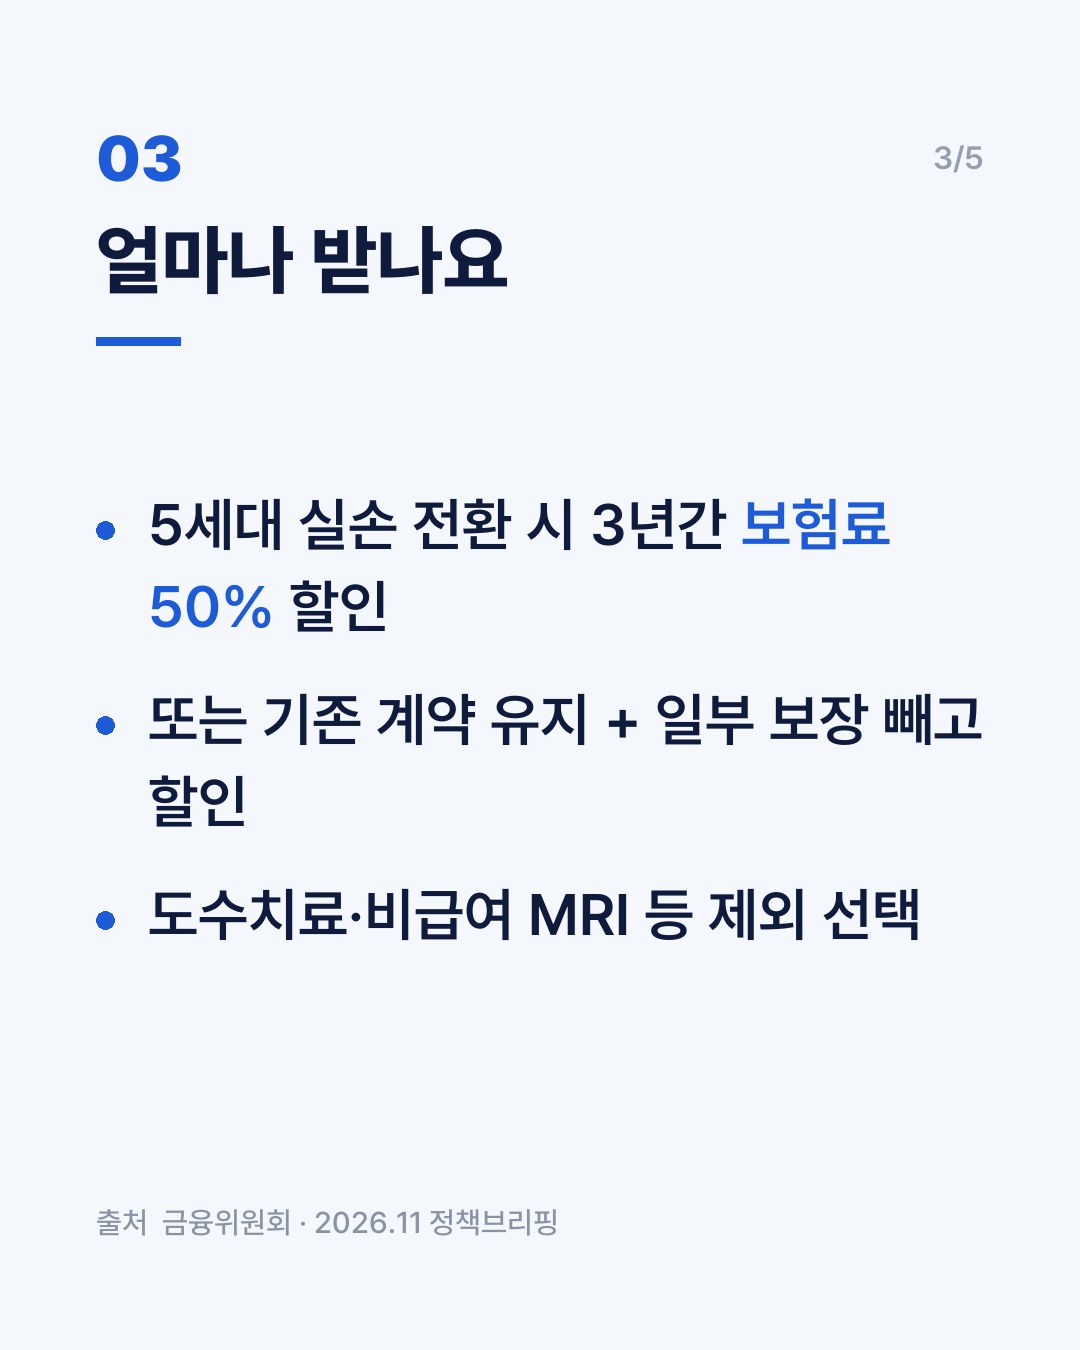 03
3/5
얼마나 받나요
5세대 실손 전환 시 3년간 보험료
50% 할인
또는 기존 계약 유지 + 일부 보장 빼고
할인
도수치료·비급여 MRI 등 제외 선택
출처 금융위원회 · 2026.11 정책브리핑